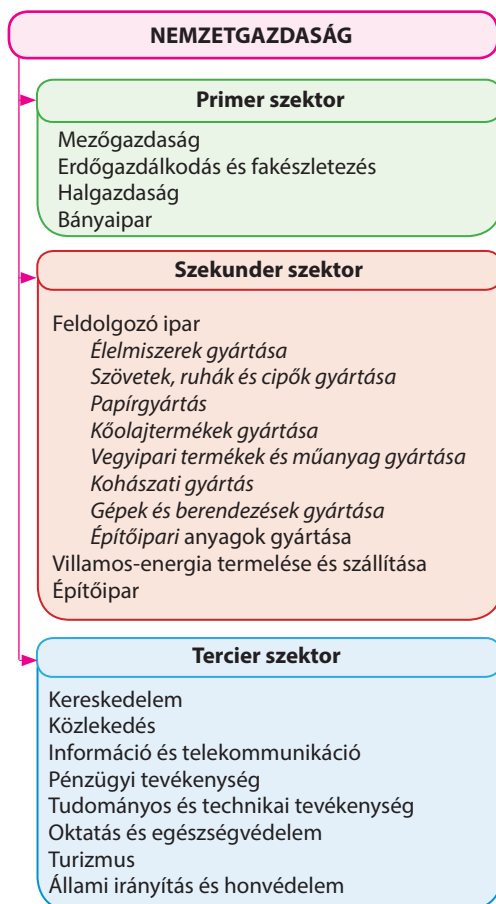 NEMZETGAZDASÁG
Primer szektor
Mezőgazdaság
Erdőgazdálkodás és fakészletezés
Halgazdaság
Bányaipar
Szekunder szektor
Feldolgozó ipar
Élelmiszerek gyártása
Szövetek, ruhák és cipők gyártása
Papírgyártás
Kőolajtermékek gyártása
Vegyipari termékek és műanyag gyártása
Kohászati gyártás
Gépek és berendezések gyártása
Építőipari anyagok gyártása
Villamos-energia termelése és szállítása
Építőipar
Tercier szektor
Kereskedelem
Közlekedés
Információ és telekommunikáció
Pénzügyi tevékenység
Tudományos és technikai tevékenység
Oktatás és egészségvédelem
Turizmus
Állami irányítás és honvédelem